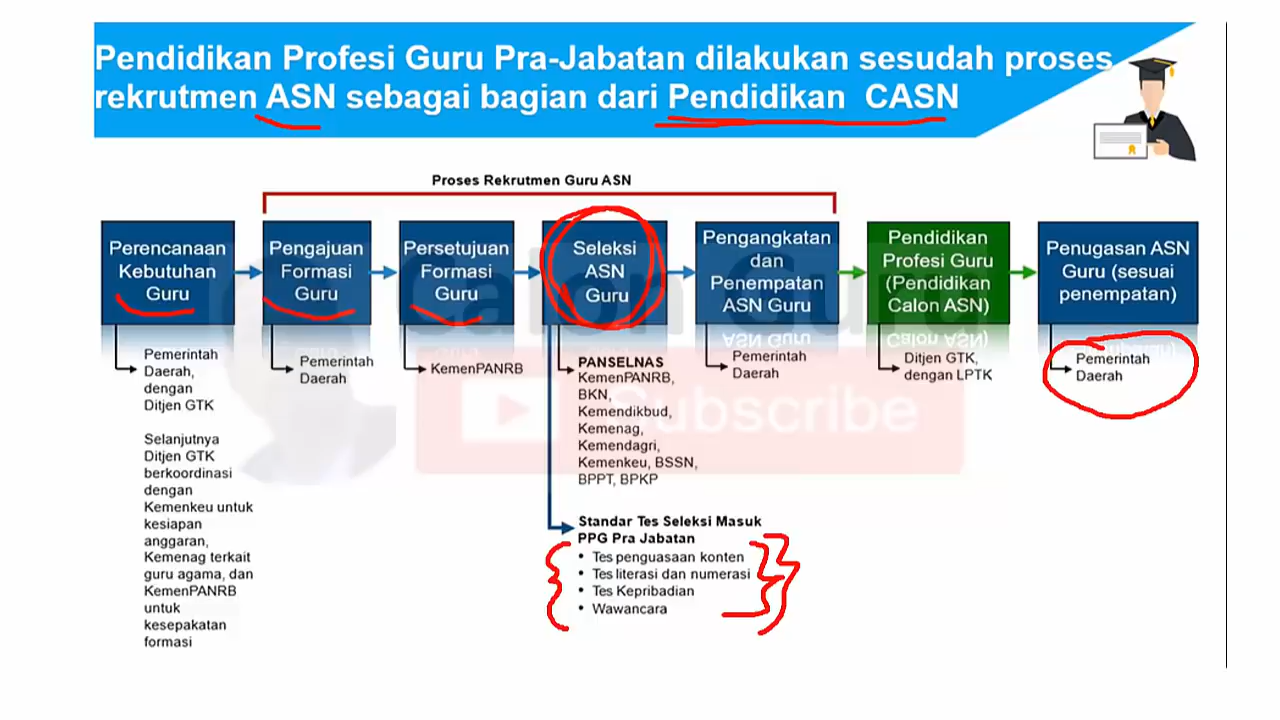 Pendidikan Profesi Guru Pra-Jabatan dilakukan sesudah proses
rekrutmen ASN sebagai bagian dari Pendidikan CASN
Proses Rekrutmen Guru ASN
Perencanaan
Kebutuhan
Guru
Pengajuan
Formasi
Guru
Persetujuan
Formasi
Guru
Seleksi
ASN
Guru
Pengangkatan
dan
Penempatan
ASN Guru
Pendidikan
Profesi Guru
(Pendidikan
Calon ASN)
Penugasan ASN
Guru (sesuai
penempatan)
Pemerintah
Daerah,
dengan
Ditjen GTK
Selanjutnya
Ditjen GTK
berkoordinasi
dengan
Kemenkeu untuk
kesiapan
anggaran,
Kemenag terkait
guru agama, dan
KemenPANRB
untuk
kesepakatan
formasi
Pemerintah
Daerah
KemenPANRB
PANSELNAS
KemenPANRB,
BKN,
Kemendikbud,
Kemenag,
Kemendagri,
Kemenkeu, BSSN,
BPPT, BPKP
Standar Tes Seleksi Masuk
PPG Pra Jabatan
• Tes penguasaan konten
• Tes literasi dan numerasi
• Tes Kepribadian
• Wawancara
Pemerintah
Daerah
Ditjen GTK,
dengan LPTK
Pemerintah
Daerah
Calon Guru
Subscribe